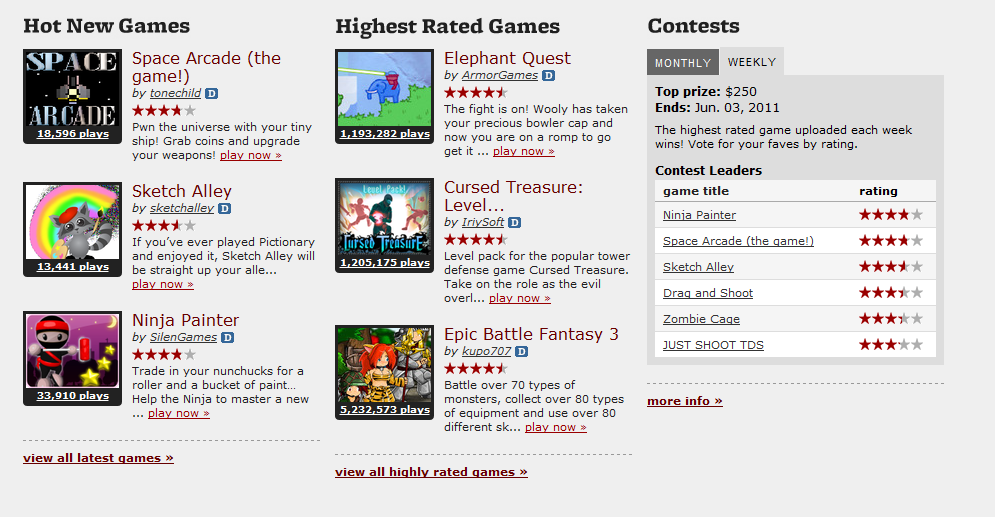 Hot New Games
SPACE
ARCADE
18,596 plays
Space Arcade (the
game!)
by tonechild D
Pwn the universe with your tiny
ship! Grab coins and upgrade
your weapons! play now »
13,441 plays
Sketch Alley
by sketchalley D
If you’ve ever played Pictionary
and enjoyed it, Sketch Alley will
be straight up your alle...
play now »
33,910 plays
Ninja Painter
by SilenGames D
Trade in your nunchucks for a
roller and a bucket of paint...
Help the Ninja to master a new
... play now »
view all latest games »
Highest Rated Games
1,193,282 plays
Elephant Quest
by ArmorGames D
The fight is on! Wooly has taken
your precious bowler cap and
now you are on a romp to go
get it ... play now »
Level Pack!
Cursed Treasure
1,205,175 plays
Cursed Treasure:
Level...
by IriySoft D
Level pack for the popular tower
defense game Cursed Treasure.
Take on the role as the evil
overl... play now »
5,232,573 plays
Epic Battle Fantasy 3
by kupo707 D
Battle over 70 types of
monsters, collect over 80 types
of equipment and use over 80
different sk... play now »
view all highly rated games »
Contests
MONTHLY WEEKLY
Top prize: $250
Ends: Jun. 03, 2011
The highest rated game uploaded each week
wins! Vote for your faves by rating.
Contest Leaders
game title rating
Ninja Painter
Space Arcade (the game!)
Sketch Alley
Drag and Shoot
Zombie Cage
JUST SHOOT TDS
more info »